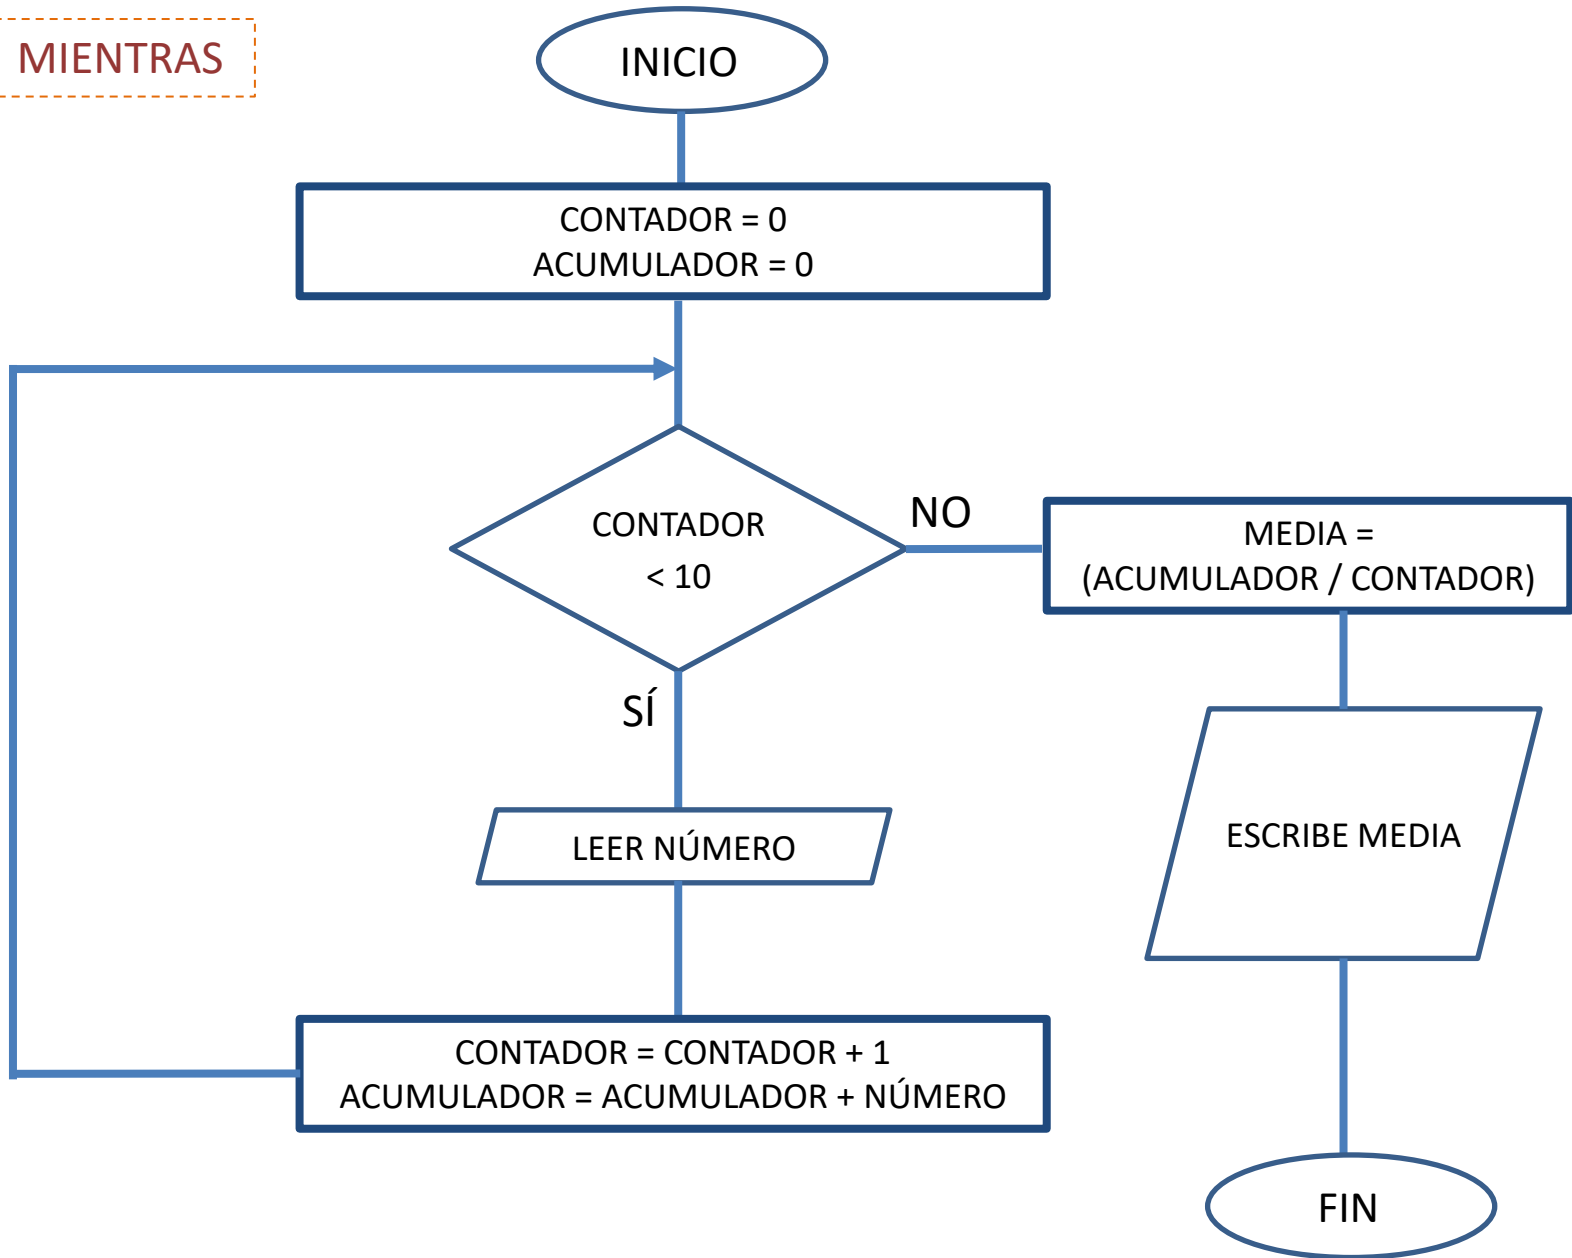 MIENTRAS
INICIO
CONTADOR = 0
ACUMULADOR = 0
CONTADOR
< 10
NO
MEDIA =
(ACUMULADOR / CONTADOR)
SÍ
LEER NÚMERO
ESCRIBE MEDIA
CONTADOR = CONTADOR + 1
ACUMULADOR = ACUMULADOR + NÚMERO
FIN